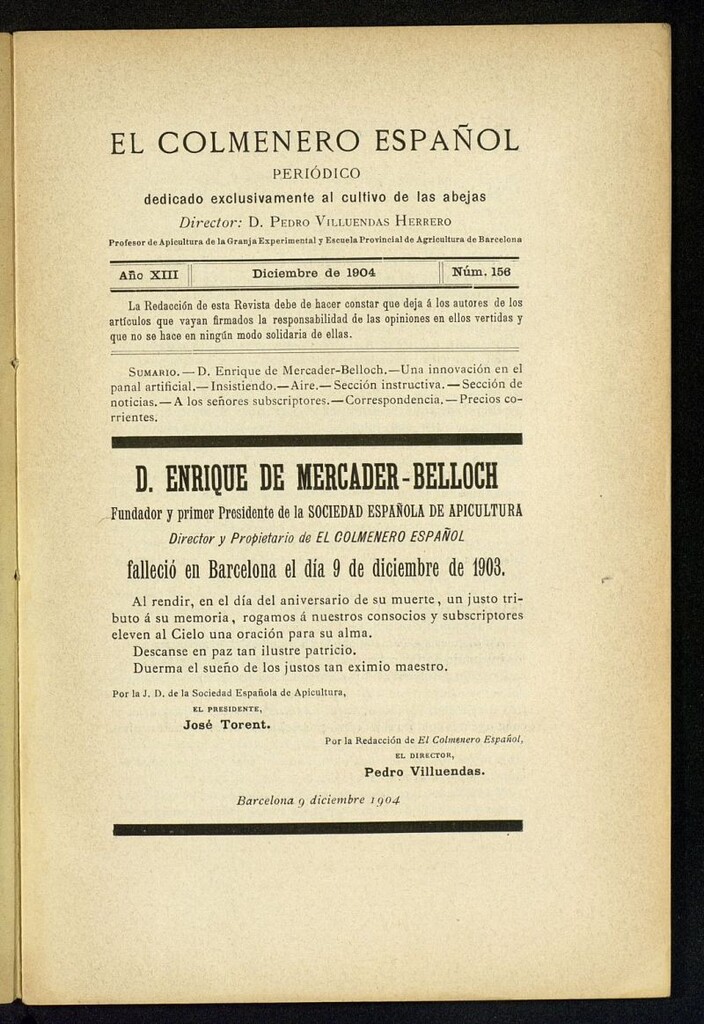 EL COLMENERO ESPAÑOL
PERIÓDICO
dedicado exclusivamente al cultivo de las abejas
Director: D. PEDRO VILLUENDAS HERRERO
Profesor de Apicultura de la Granja Experimental y Escuela Provincial de Agricultura de Barcelona
Año XIII Diciembre de 1904 Núm. 156
La Redacción de esta Revista debe de hacer constar que deja á los autores de los
artículos que vayan firmados la responsabilidad de las opiniones en ellos vertidas y
que no se hace en ningún modo solidaria de ellas.
SUMARIO.—D. Enrique de Mercader-Belloch.—Una innovación en el
panal artificial.—Insistiendo.—Aire.—Sección instructiva.—Sección de
noticias.—A los señores subscriptores.—Correspondencia.—Precios co-
rrientes.
D. ENRIQUE DE MERCADER-BELLOCH
Fundador y primer Presidente de la SOCIEDAD ESPAÑOLA DE APICULTURA
Director y Propietario de EL COLMENERO ESPAÑOL
falleció en Barcelona el día 9 de diciembre de 1903.
Al rendir, en el día del aniversario de su muerte, un justo tri-
buto á su memoria, rogamos á nuestros consocios y subscriptores
eleven al Cielo una oración para su alma.
Descanse en paz tan ilustre patricio.
Duerma el sueño de los justos tan eximio maestro.
Por la J. D. de la Sociedad Española de Apicultura,
EL PRESIDENTE,
José Torent.
Por la Redacción de El Colmenero Español,
EL DIRECTOR,
Pedro Villuendas.
Barcelona 9 diciembre 1904